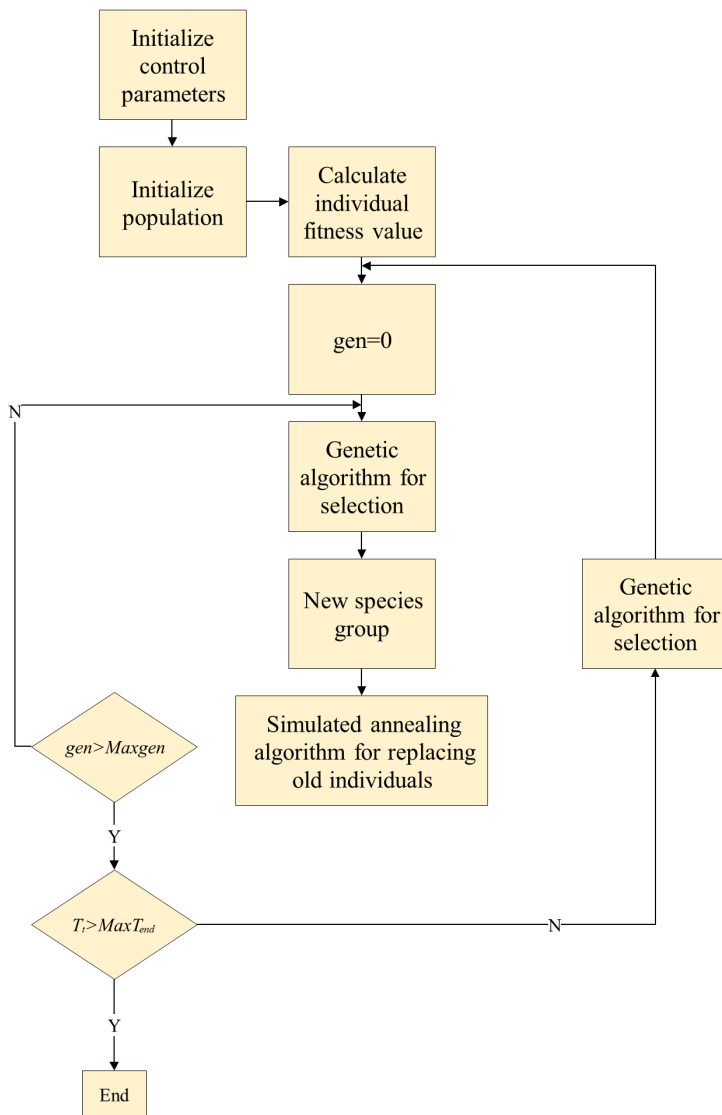 Initialize
control
parameters
Initialize
population
Calculate
individual
fitness value
gen=0
N
Genetic
algorithm for
selection
New species
group
Genetic
algorithm for
selection
Simulated annealing
algorithm for replacing
old individuals
gen>Maxgen
Y
Tt>MaxTend
N
Y
End